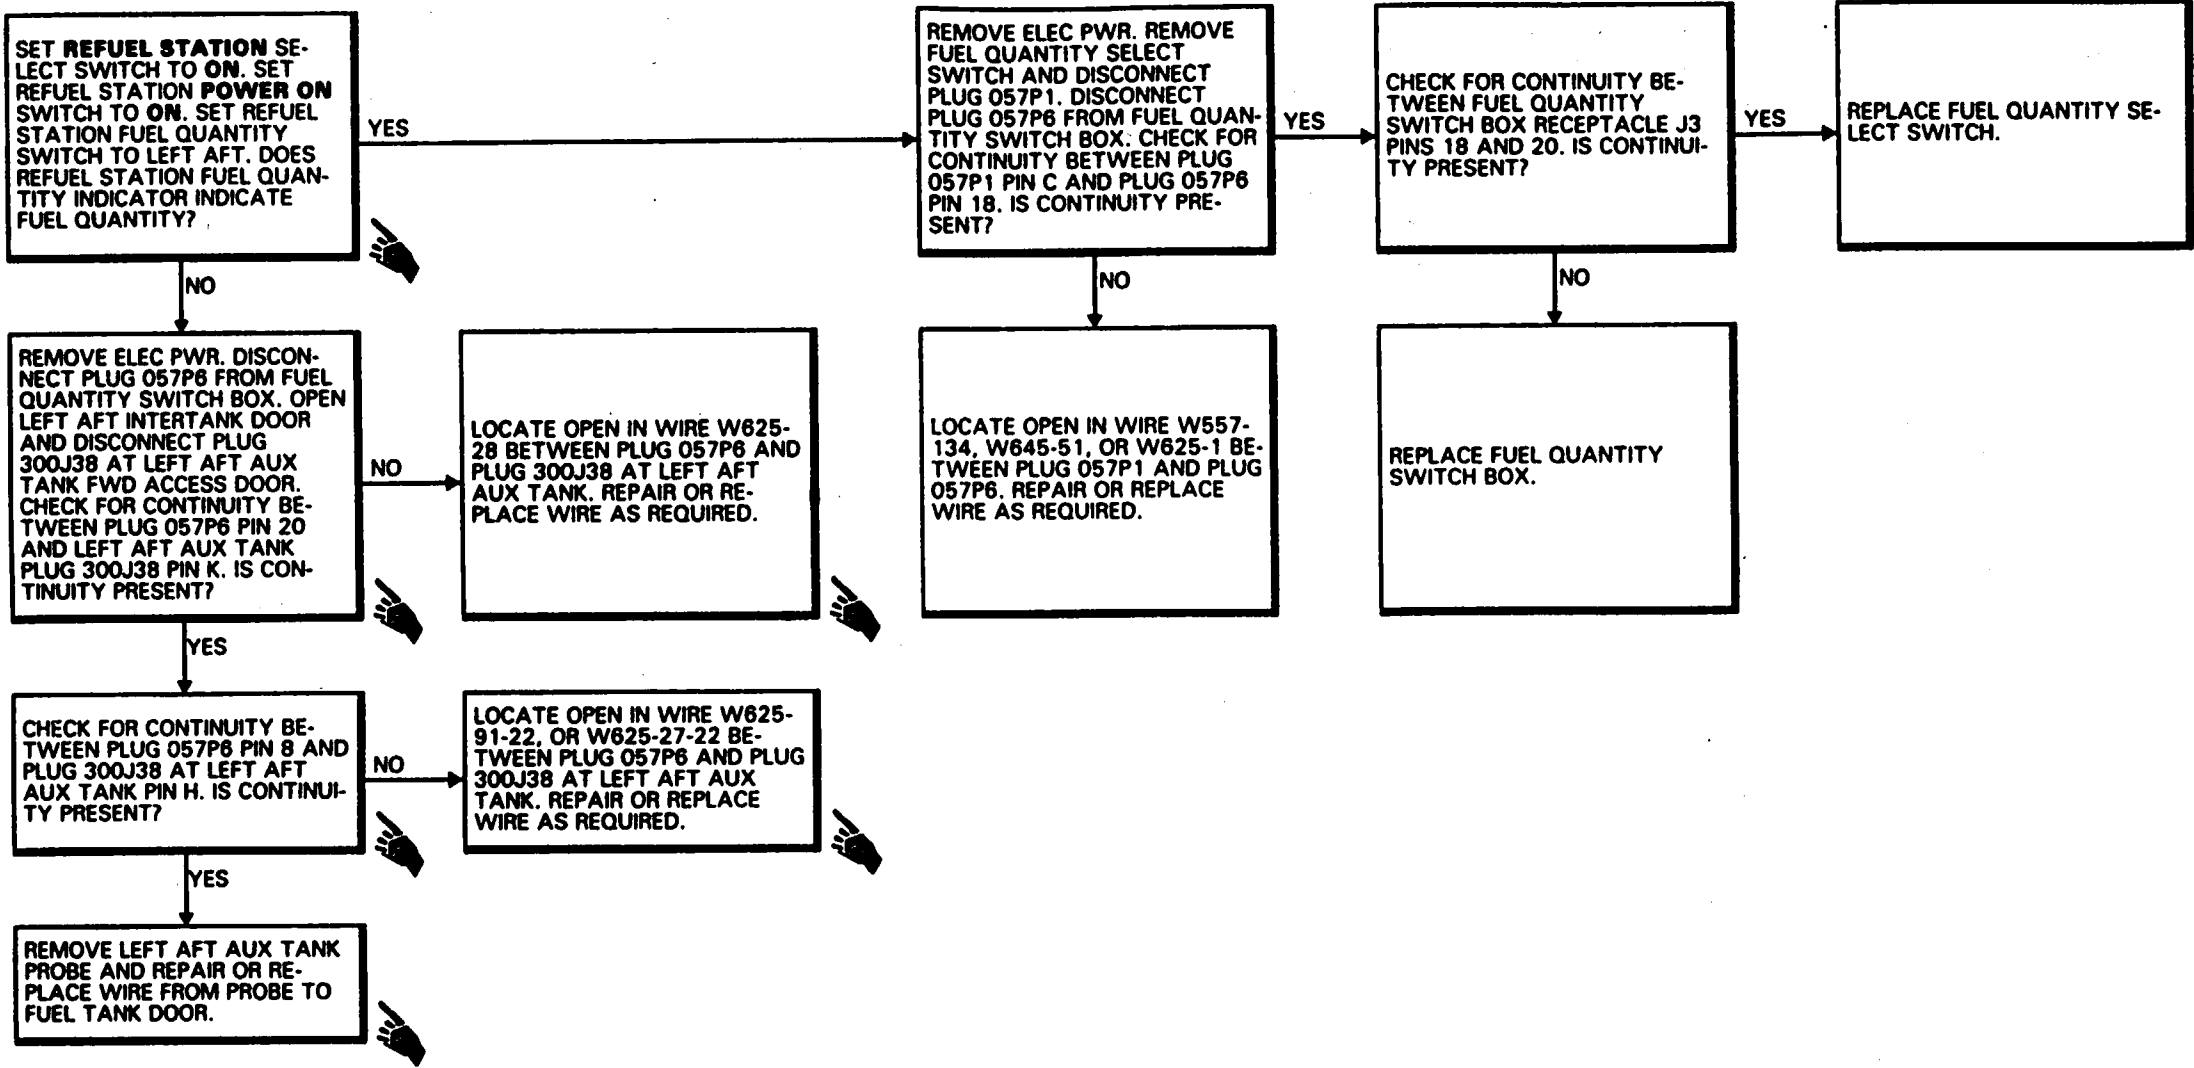 SET REFUEL STATION SE-
LECT SWITCH TO ON. SET
REFUEL STATION POWER ON
SWITCH TO ON. SET REFUEL
STATION FUEL QUANTITY
SWITCH TO LEFT AFT. DOES
REFUEL STATION FUEL QUAN-
TITY INDICATOR INDICATE
FUEL QUANTITY?
YES
REMOVE ELEC PWR. REMOVE
FUEL QUANTITY SELECT
SWITCH AND DISCONNECT
PLUG 057P1. DISCONNECT
PLUG 057P6 FROM FUEL QUAN-
TITY SWITCH BOX. CHECK FOR
CONTINUITY BETWEEN PLUG
057P1 PIN C AND PLUG 057P6
PIN 18. IS CONTINUITY PRE-
SENT?
YES
CHECK FOR CONTINUITY BE-
TWEEN FUEL QUANTITY
SWITCH BOX RECEPTACLE J3
PINS 18 AND 20. IS CONTINUI-
TY PRESENT?
YES
REPLACE FUEL QUANTITY SE-
LECT SWITCH.
NO
NO
NO
REMOVE ELEC PWR. DISCON-
NECT PLUG 057P6 FROM FUEL
QUANTITY SWITCH BOX. OPEN
LEFT AFT INTERTANK DOOR
AND DISCONNECT PLUG
300J38 AT LEFT AFT AUX
TANK FWD ACCESS DOOR.
CHECK FOR CONTINUITY BE-
TWEEN PLUG 057P6 PIN 20
AND LEFT AFT AUX TANK
PLUG 300J38 PIN K. IS CON-
TINUITY PRESENT?
NO
LOCATE OPEN IN WIRE W625-
28 BETWEEN PLUG 057P6 AND
PLUG 300J38 AT LEFT AFT
AUX TANK. REPAIR OR RE-
PLACE WIRE AS REQUIRED.
LOCATE OPEN IN WIRE W557-
134, W645-51, OR W625-1 BE-
TWEEN PLUG 057P1 AND PLUG
057P6. REPAIR OR REPLACE
WIRE AS REQUIRED.
REPLACE FUEL QUANTITY
SWITCH BOX.
YES
CHECK FOR CONTINUITY BE-
TWEEN PLUG 057P6 PIN 8 AND
PLUG 300J38 AT LEFT AFT
AUX TANK PIN H. IS CONTINUI-
TY PRESENT?
NO
LOCATE OPEN IN WIRE W625-
91-22, OR W625-27-22 BE-
TWEEN PLUG 057P6 AND PLUG
300J38 AT LEFT AFT AUX
TANK. REPAIR OR REPLACE
WIRE AS REQUIRED.
YES
REMOVE LEFT AFT AUX TANK
PROBE AND REPAIR OR RE-
PLACE WIRE FROM PROBE TO
FUEL TANK DOOR.